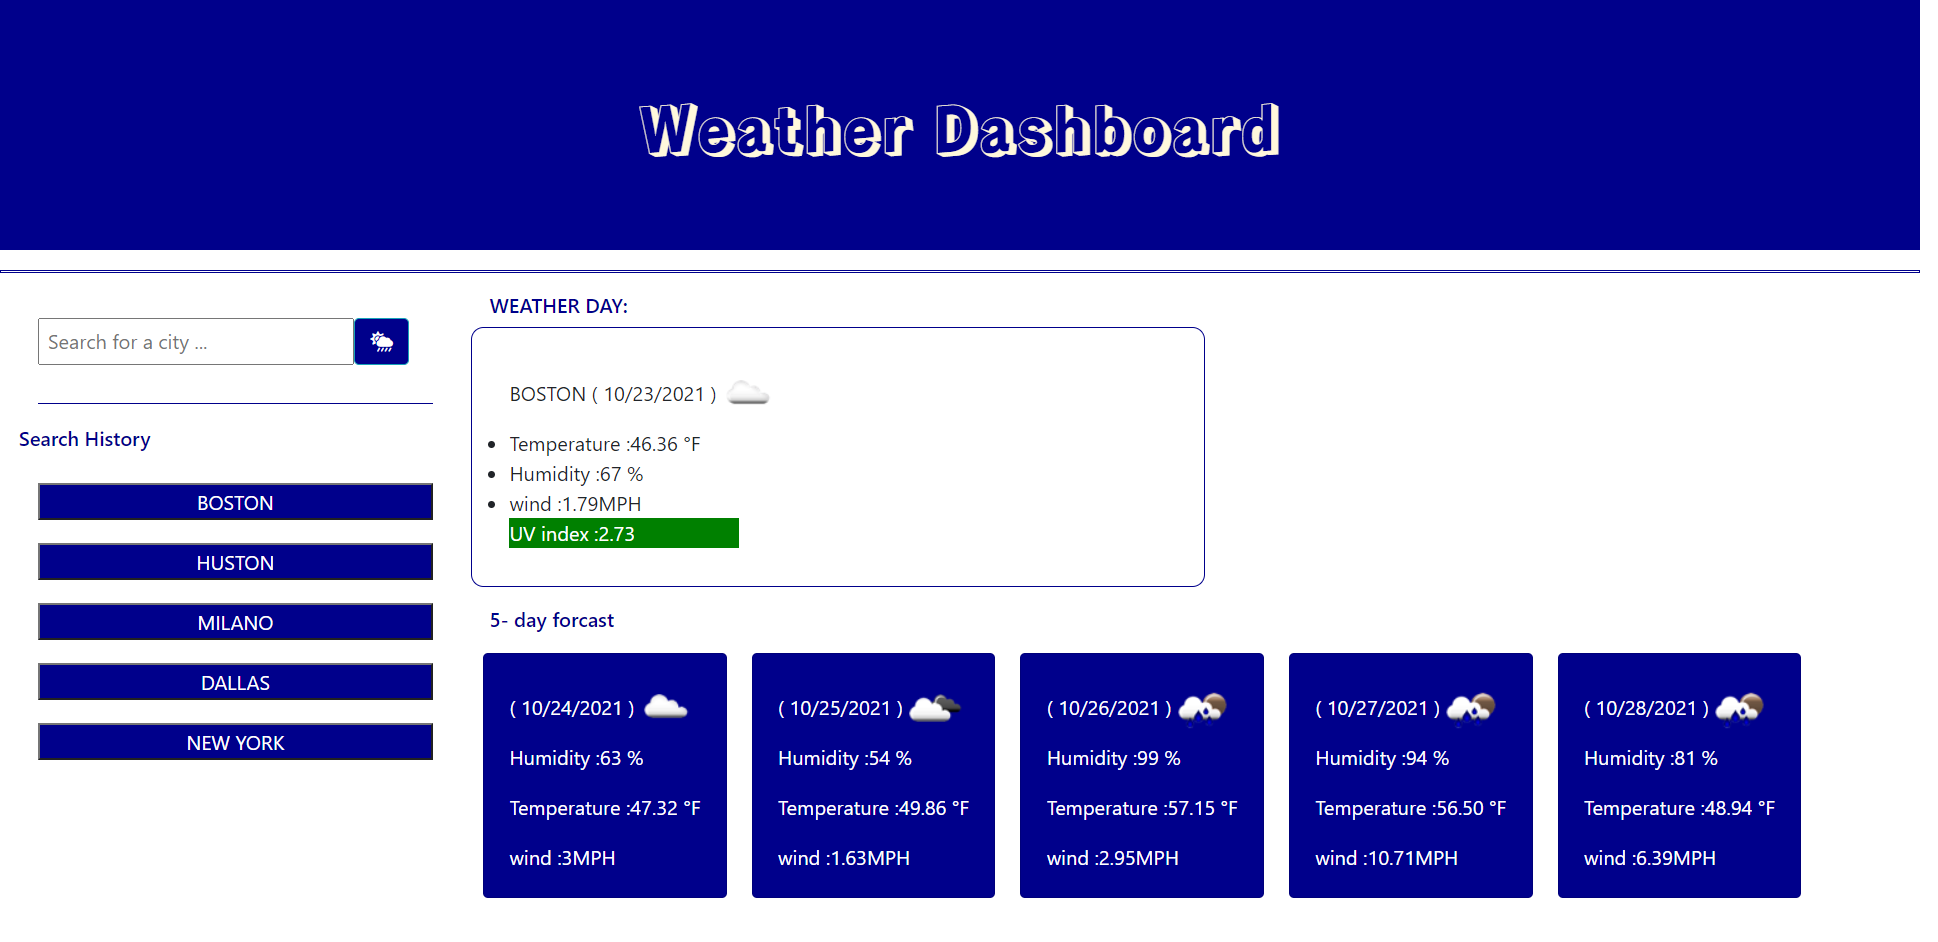 Weather Dashboard
Search for a city ...
Search History
BOSTON
HUSTON
MILANO
DALLAS
NEW YORK
WEATHER DAY:
BOSTON ( 10/23/2021 )
Temperature :46.36 °F
Humidity :67 %
wind :1.79MPH
UV index :2.73
5- day forcast
( 10/24/2021 )
Humidity :63 %
Temperature :47.32 °F
wind :3MPH
( 10/25/2021 )
Humidity :54 %
Temperature :49.86 °F
wind :1.63MPH
( 10/26/2021 )
Humidity :99 %
Temperature :57.15 °F
wind :2.95MPH
( 10/27/2021 )
Humidity :94 %
Temperature :56.50 °F
wind :10.71MPH
( 10/28/2021 )
Humidity :81 %
Temperature :48.94 °F
wind :6.39MPH